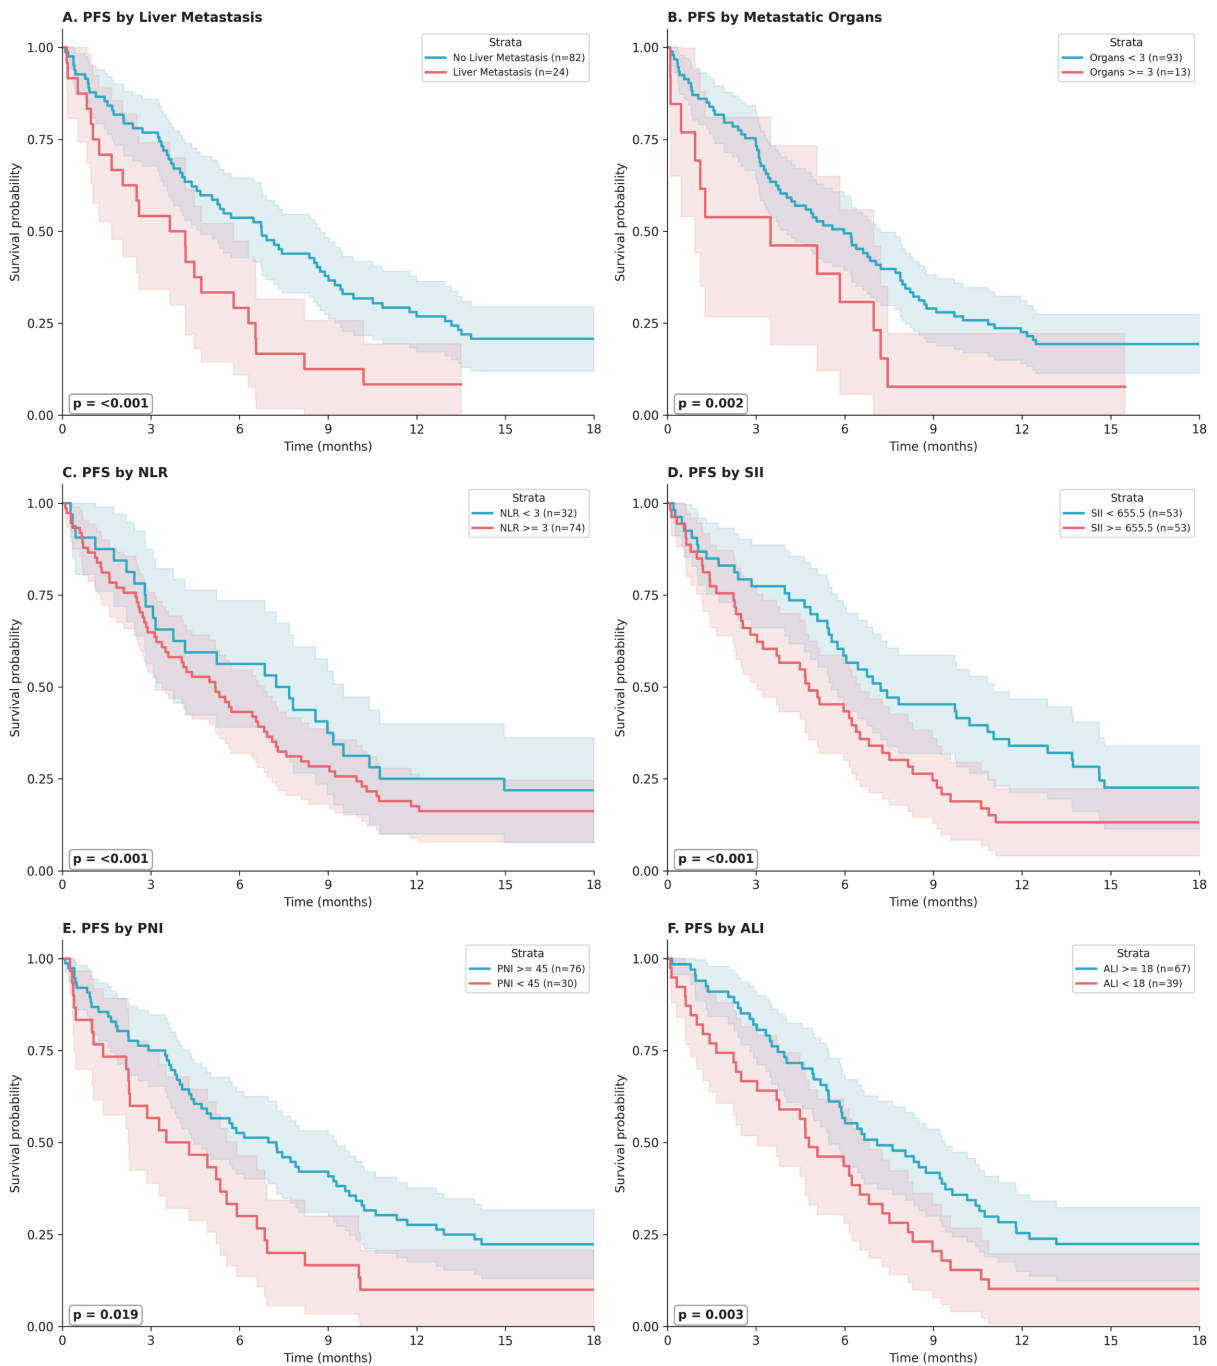 A. PFS by Liver Metastasis
Strata
No Liver Metastasis (n=82)
Liver Metastasis (n=24)
Survival probability
1.00
0.75
0.50
0.25
0.00
p = <0.001
0 3 6 9 12 15 18
Time (months)
B. PFS by Metastatic Organs
Strata
Organs < 3 (n=93)
Organs >= 3 (n=13)
Survival probability
1.00
0.75
0.50
0.25
0.00
p = 0.002
0 3 6 9 12 15 18
Time (months)
C. PFS by NLR
Strata
NLR < 3 (n=32)
NLR >= 3 (n=74)
Survival probability
1.00
0.75
0.50
0.25
0.00
p = <0.001
0 3 6 9 12 15 18
Time (months)
D. PFS by SII
Strata
SII < 655.5 (n=53)
SII >= 655.5 (n=53)
Survival probability
1.00
0.75
0.50
0.25
0.00
p = <0.001
0 3 6 9 12 15 18
Time (months)
E. PFS by PNI
Strata
PNI >= 45 (n=76)
PNI < 45 (n=30)
Survival probability
1.00
0.75
0.50
0.25
0.00
p = 0.019
0 3 6 9 12 15 18
Time (months)
F. PFS by ALI
Strata
ALI >= 18 (n=67)
ALI < 18 (n=39)
Survival probability
1.00
0.75
0.50
0.25
0.00
p = 0.003
0 3 6 9 12 15 18
Time (months)